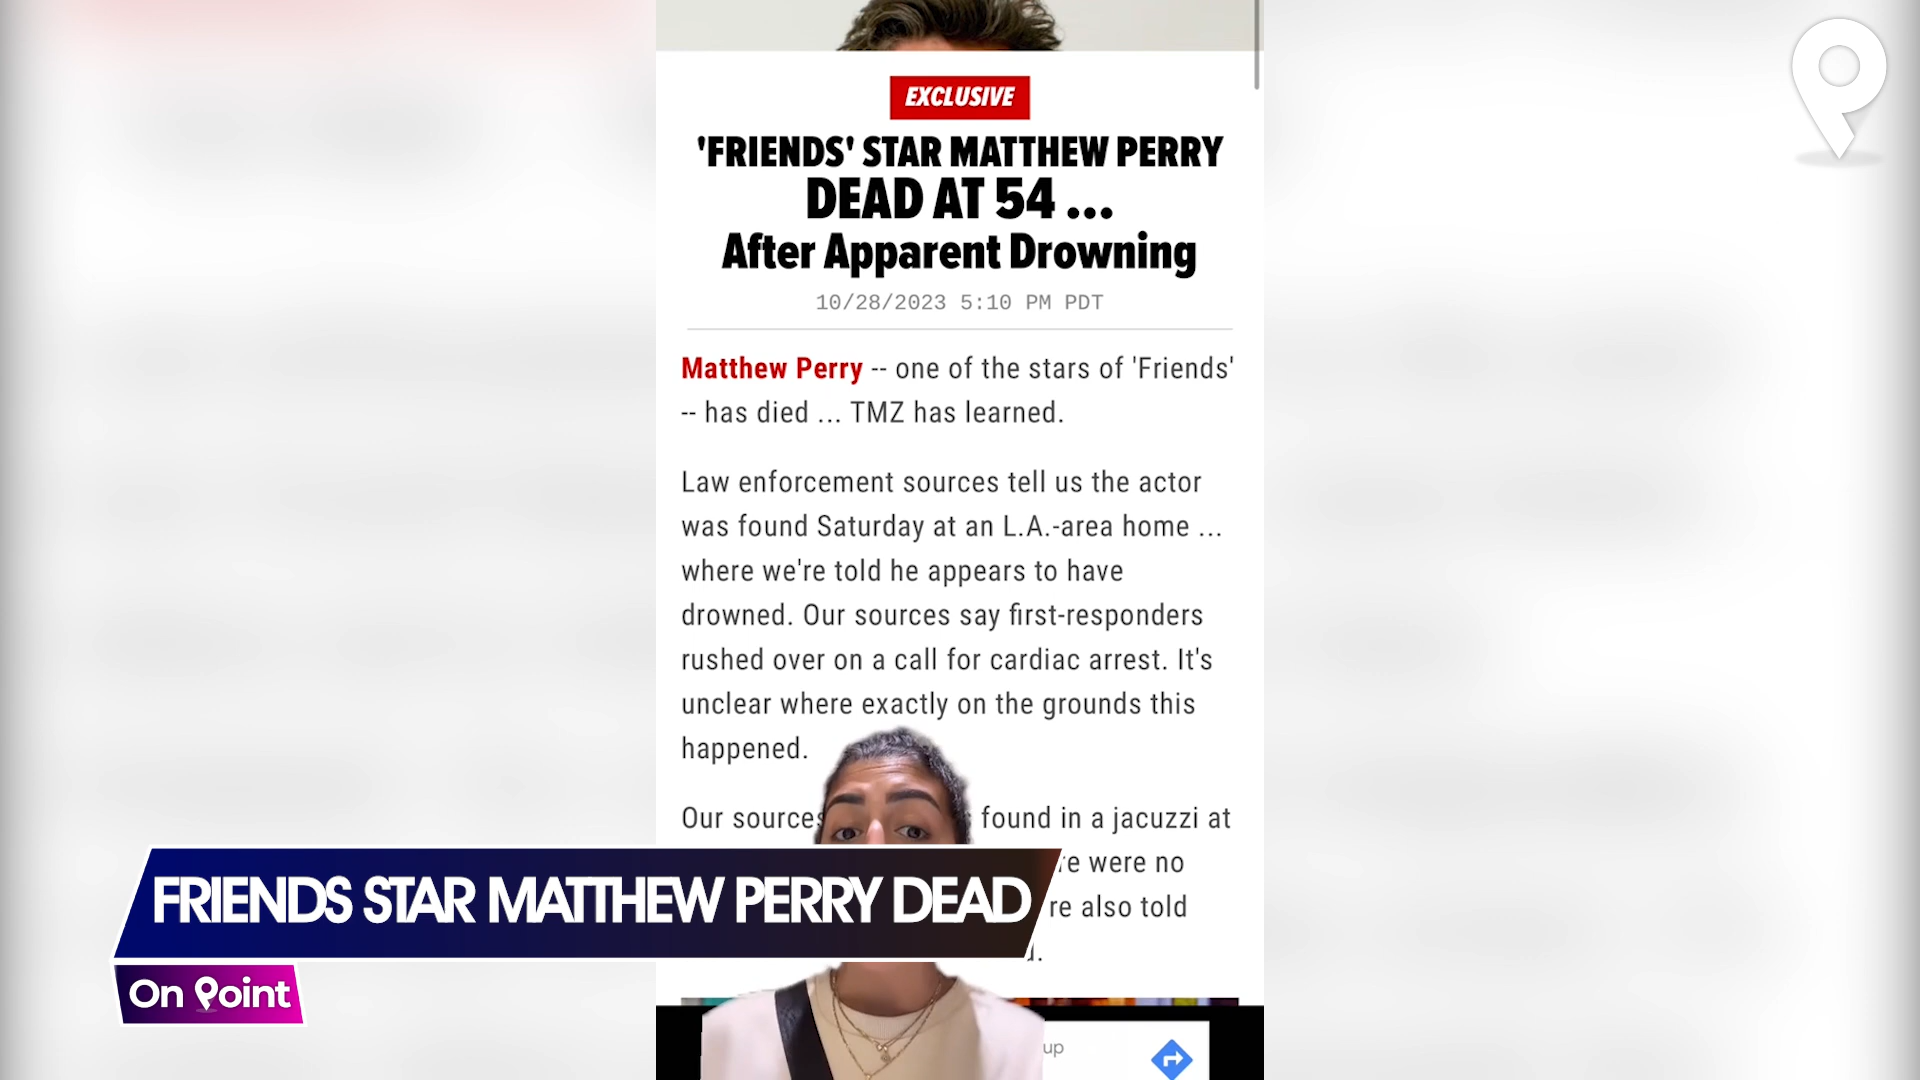 EXCLUSIVE
'FRIENDS' STAR MATTHEW PERRY
DEAD AT 54 ...
After Apparent Drowning
10/28/2023 5:10 PM PDT
Matthew Perry -- one of the stars of 'Friends'
-- has died ... TMZ has learned.
Law enforcement sources tell us the actor
was found Saturday at an L.A.-area home ...
where we're told he appears to have
drowned. Our sources say first-responders
rushed over on a call for cardiac arrest. It's
unclear where exactly on the grounds this
happened.
Our sources found in a jacuzzi at
were no
also told
FRIENDS STAR MATTHEW PERRY DEAD
On Point